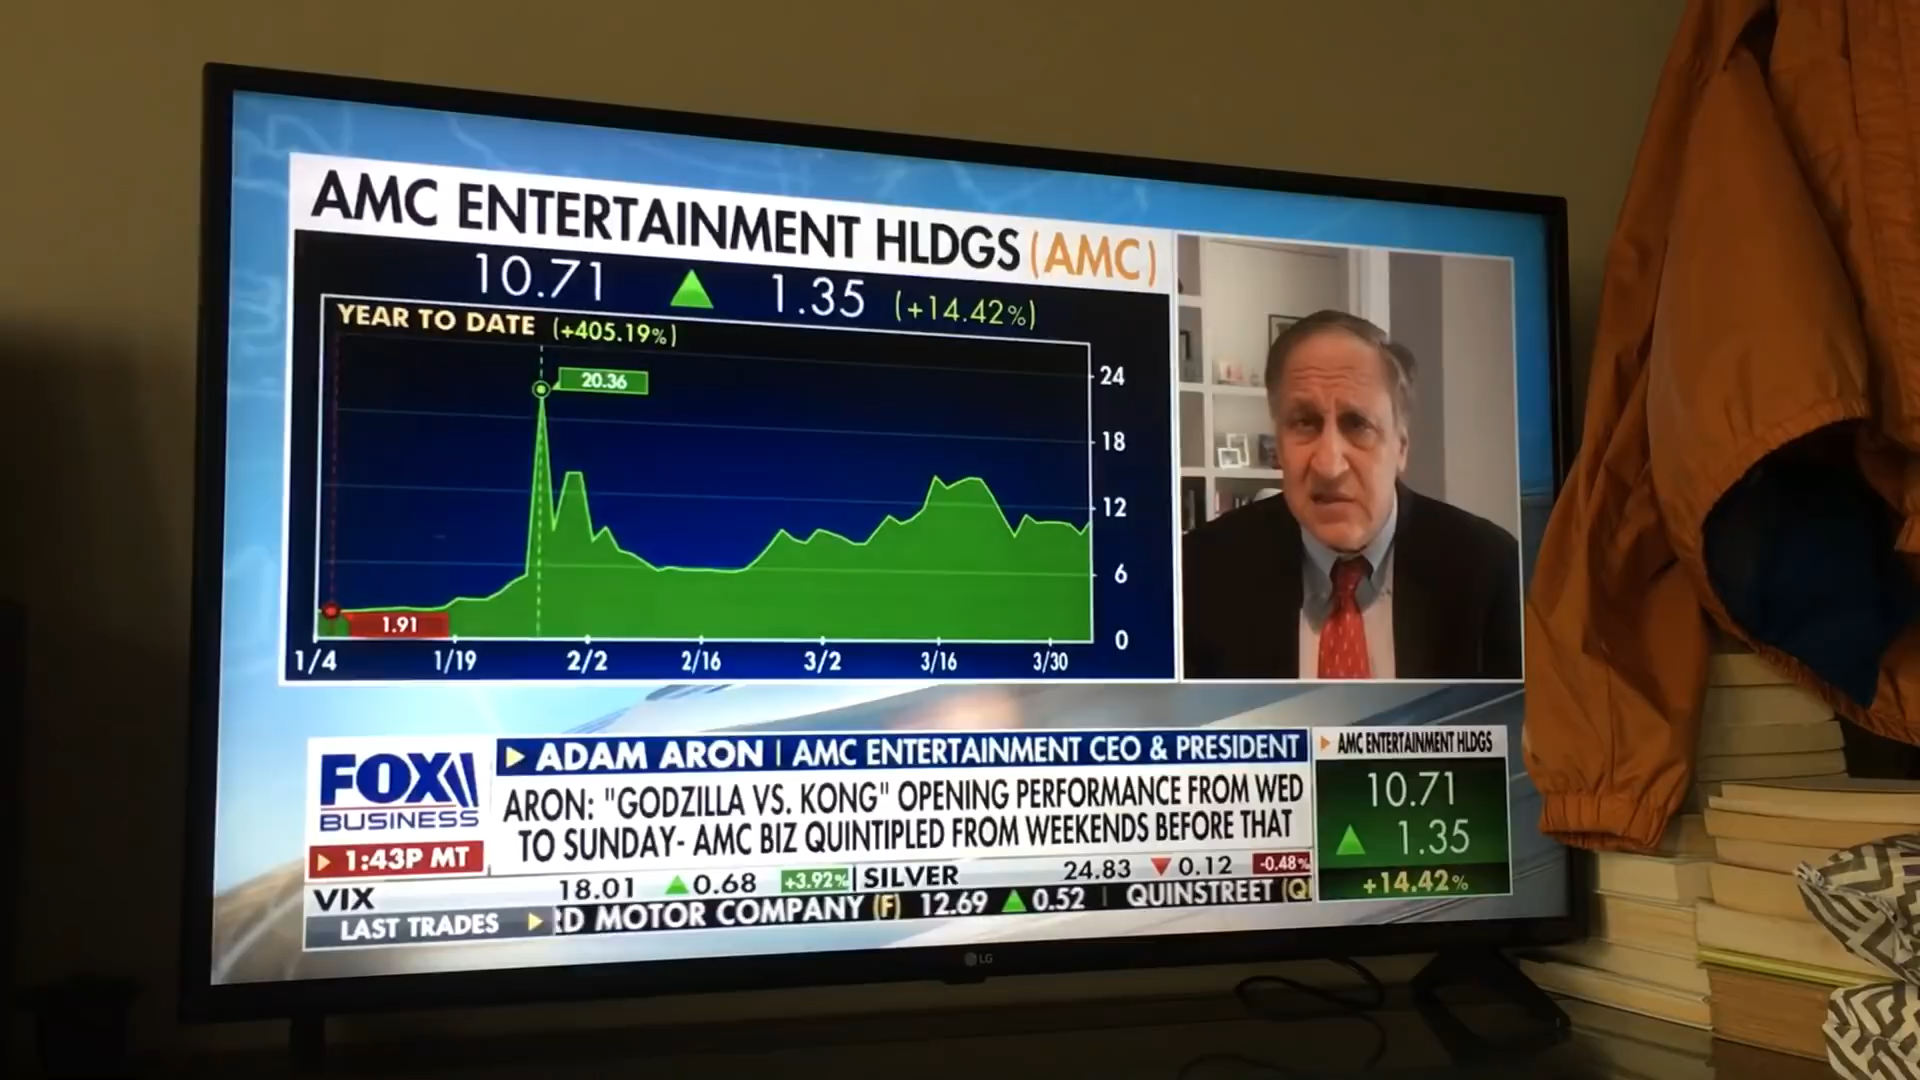 AMC ENTERTAINMENT HLDGS (AMC)
10.71 ▲ 1.35 (+14.42%)
YEAR TO DATE (+405.19%)
20.36
24
18
12
6
0
1.91
1/4 1/19 2/2 2/16 3/2 3/16 3/30
FOX BUSINESS
1:43P MT
ADAM ARON | AMC ENTERTAINMENT CEO & PRESIDENT
ARON: "GODZILLA VS. KONG" OPENING PERFORMANCE FROM WED
TO SUNDAY- AMC BIZ QUINTIPLED FROM WEEKENDS BEFORE THAT
AMC ENTERTAINMENT HLDGS
10.71
▲ 1.35
+14.42%
VIX 18.01 ▲ 0.68 +3.92% | SILVER 24.83 ▼ 0.12 -0.48%
LAST TRADES RD MOTOR COMPANY (F) 12.69 ▲ 0.52 | QUINSTREET (Q
LG